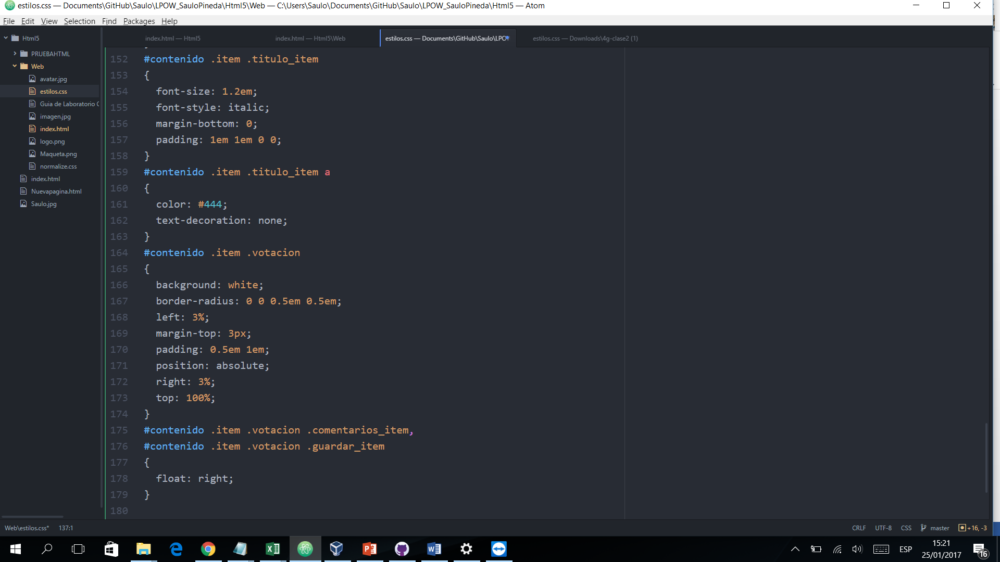 estilos.css — Documents\GitHub\Saulo\LPOW_SauloPineda\Html5\Web — C:\Users\Saulo\Documents\GitHub\Saulo\LPOW_SauloPineda\Html5 — Atom
File Edit View Selection Find Packages Help
Html5
PRUEBAHTML
Web
avatar.jpg
estilos.css
Guia de Laboratorio
imagen.jpg
index.html
logo.png
Maqueta.png
normalize.css
index.html
Nuevapagina.html
Saulo.jpg
index.html — Html5
index.html — Html5\Web
estilos.css — Documents\GitHub\Saulo\LPOW
estilos.css — Downloads\4g-clase2 (1)
152 #contenido .item .titulo_item
153 {
154 font-size: 1.2em;
155 font-style: italic;
156 margin-bottom: 0;
157 padding: 1em 1em 0 0;
158 }
159 #contenido .item .titulo_item a
160 {
161 color: #444;
162 text-decoration: none;
163 }
164 #contenido .item .votacion
165 {
166 background: white;
167 border-radius: 0 0 0.5em 0.5em;
168 left: 3%;
169 margin-top: 3px;
170 padding: 0.5em 1em;
171 position: absolute;
172 right: 3%;
173 top: 100%;
174 }
175 #contenido .item .votacion .comentarios_item,
176 #contenido .item .votacion .guardar_item
177 {
178 float: right;
179 }
180
Web\estilos.css* 137:1
CRLF UTF-8 CSS master +16, -3
ESP
15:21
25/01/2017
16